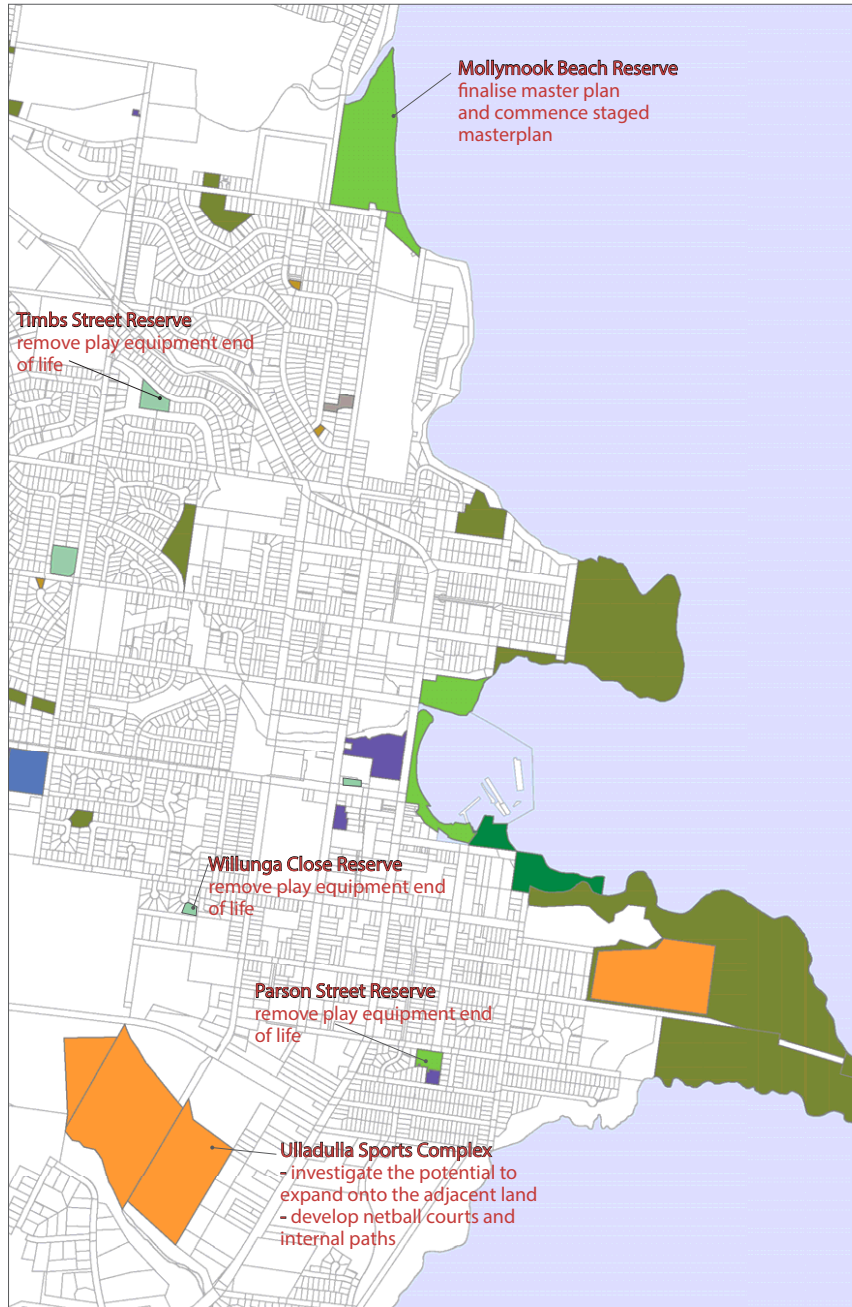 Mollymook Beach Reserve
finalise master plan
and commence staged
masterplan
Timbs Street Reserve
remove play equipment end
of life
Willunga Close Reserve
remove play equipment end
of life
Parson Street Reserve
remove play equipment end
of life
Ulladulla Sports Complex
- investigate the potential to
expand onto the adjacent land
- develop netball courts and
internal paths